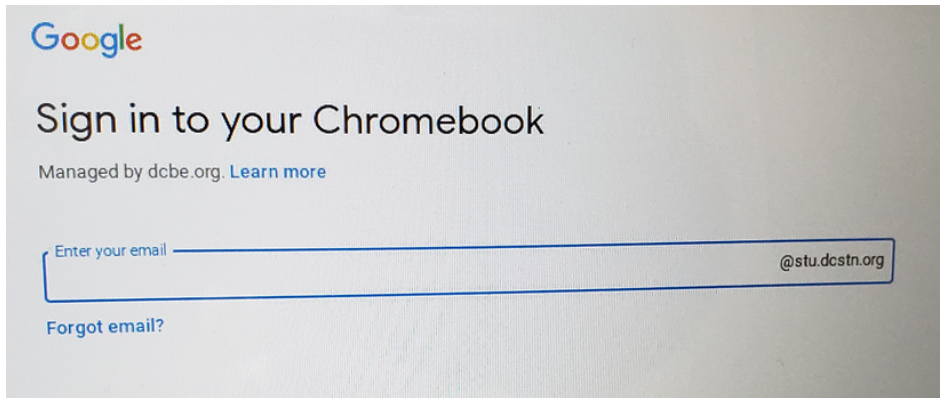 Google
Sign in to your Chromebook
Managed by dcbe.org. Learn more
Enter your email
@stu.dcstn.org
Forgot email?